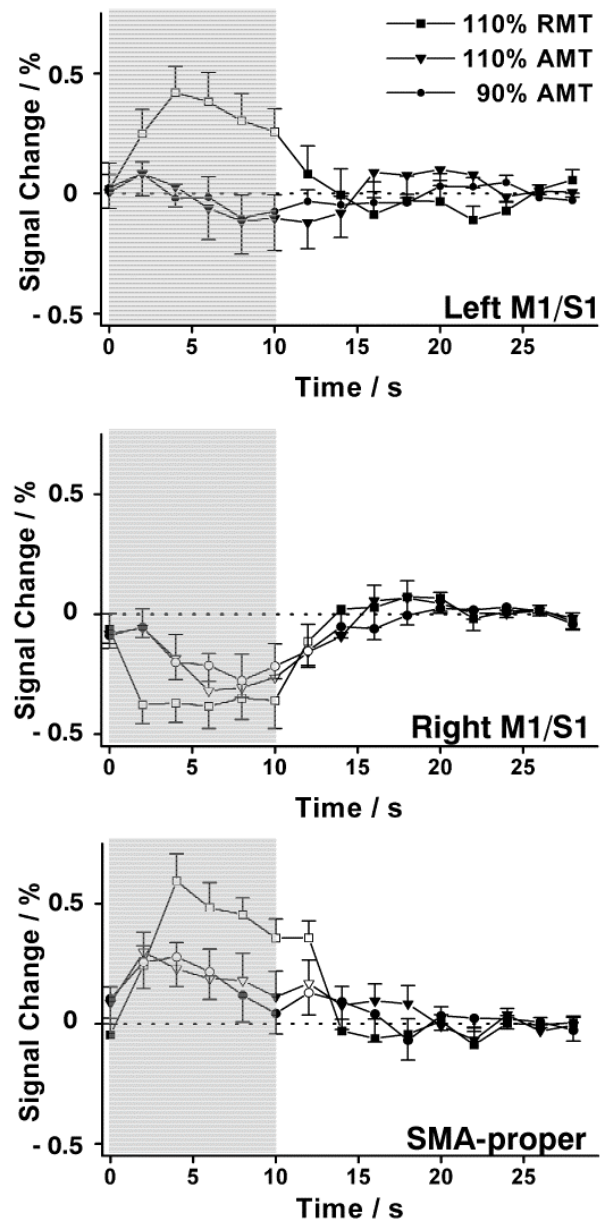 110% RMT
110% AMT
90% AMT
Signal Change / %
0.5
0
- 0.5
Left M1/S1
0 5 10 15 20 25
Time / s
Signal Change / %
0.5
0
- 0.5
Right M1/S1
0 5 10 15 20 25
Time / s
Signal Change / %
0.5
0
- 0.5
SMA-proper
0 5 10 15 20 25
Time / s